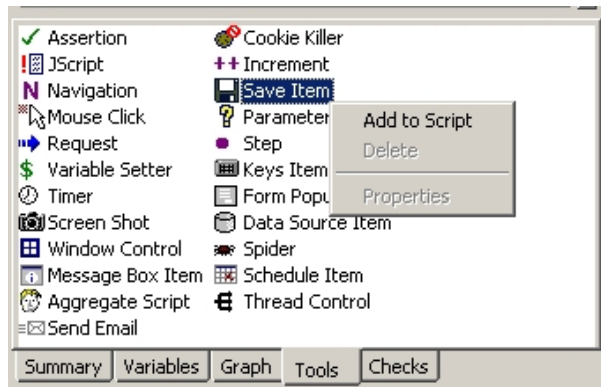 Assertion
JScript
Navigation
Mouse Click
Request
Variable Setter
Timer
Screen Shot
Window Control
Message Box Item
Aggregate Script
Send Email
Cookie Killer
Increment
Save Item
Parameter
Step
Keys Item
Form Popu
Data Source Item
Spider
Schedule Item
Thread Control
Add to Script
Delete
Properties
Summary Variables Graph Tools Checks